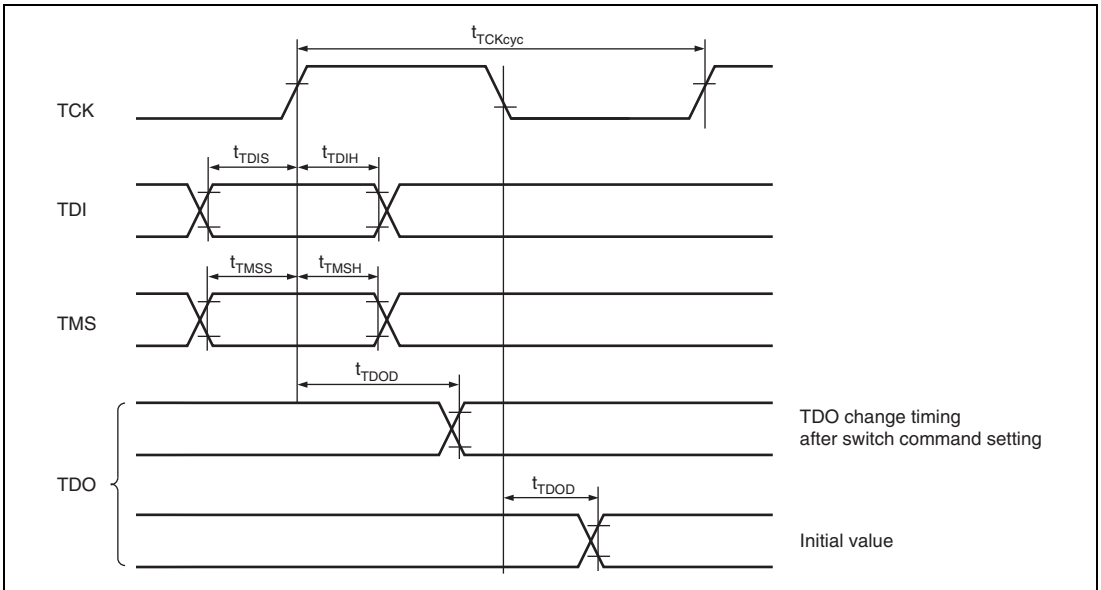 tTCKcyc
TCK
tTDIS
tTDIH
TDI
tTMSS
tTMSH
TMS
tTDOD
TDO change timing
after switch command setting
TDO
tTDOD
Initial value